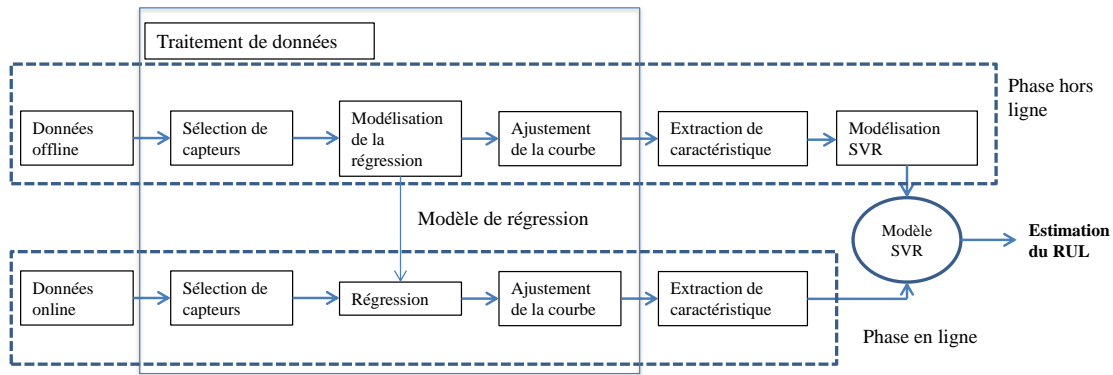 Traitement de données
Phase hors
ligne
Données
offline
Sélection de
capteurs
Modélisation
de la
régression
Ajustement
de la courbe
Extraction de
caractéristique
Modélisation
SVR
Modèle de régression
Modèle
SVR
Estimation
du RUL
Données
online
Sélection de
capteurs
Régression
Ajustement
de la courbe
Extraction de
caractéristique
Phase en ligne